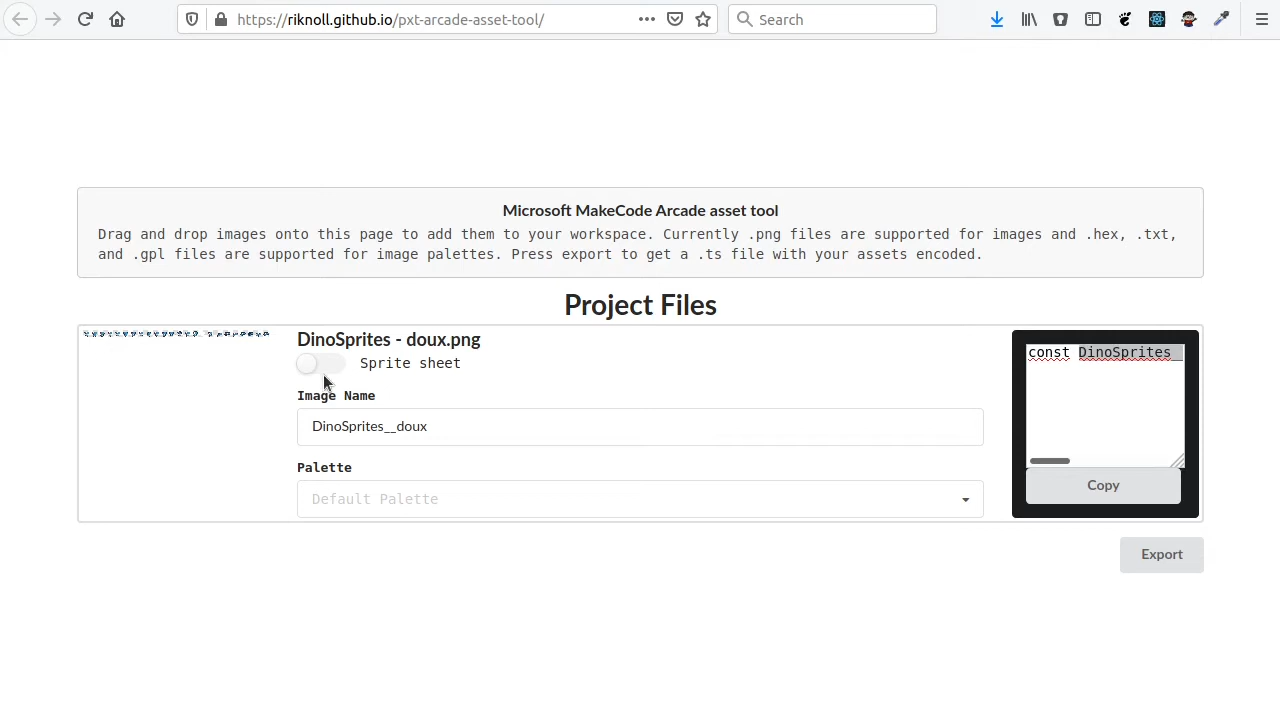 https://riknoll.github.io/pxt-arcade-asset-tool/
Search
Microsoft MakeCode Arcade asset tool
Drag and drop images onto this page to add them to your workspace. Currently .png files are supported for images and .hex, .txt,
and .gpl files are supported for image palettes. Press export to get a .ts file with your assets encoded.
Project Files
DinoSprites - doux.png
Sprite sheet
Image Name
DinoSprites__doux
Palette
Default Palette
const DinoSprites_
Copy
Export